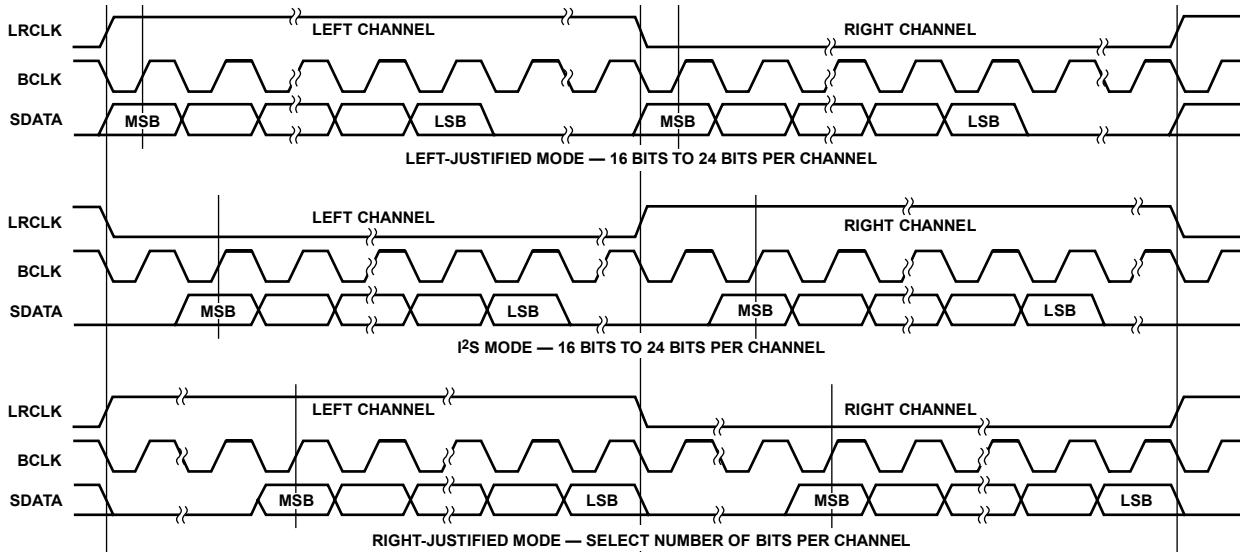 LRCLK
LEFT CHANNEL
RIGHT CHANNEL
BCLK
SDATA
MSB
LSB
MSB
LSB
LEFT-JUSTIFIED MODE — 16 BITS TO 24 BITS PER CHANNEL
LRCLK
LEFT CHANNEL
RIGHT CHANNEL
BCLK
SDATA
MSB
LSB
MSB
LSB
I²S MODE — 16 BITS TO 24 BITS PER CHANNEL
LRCLK
LEFT CHANNEL
RIGHT CHANNEL
BCLK
SDATA
MSB
LSB
MSB
LSB
RIGHT-JUSTIFIED MODE — SELECT NUMBER OF BITS PER CHANNEL